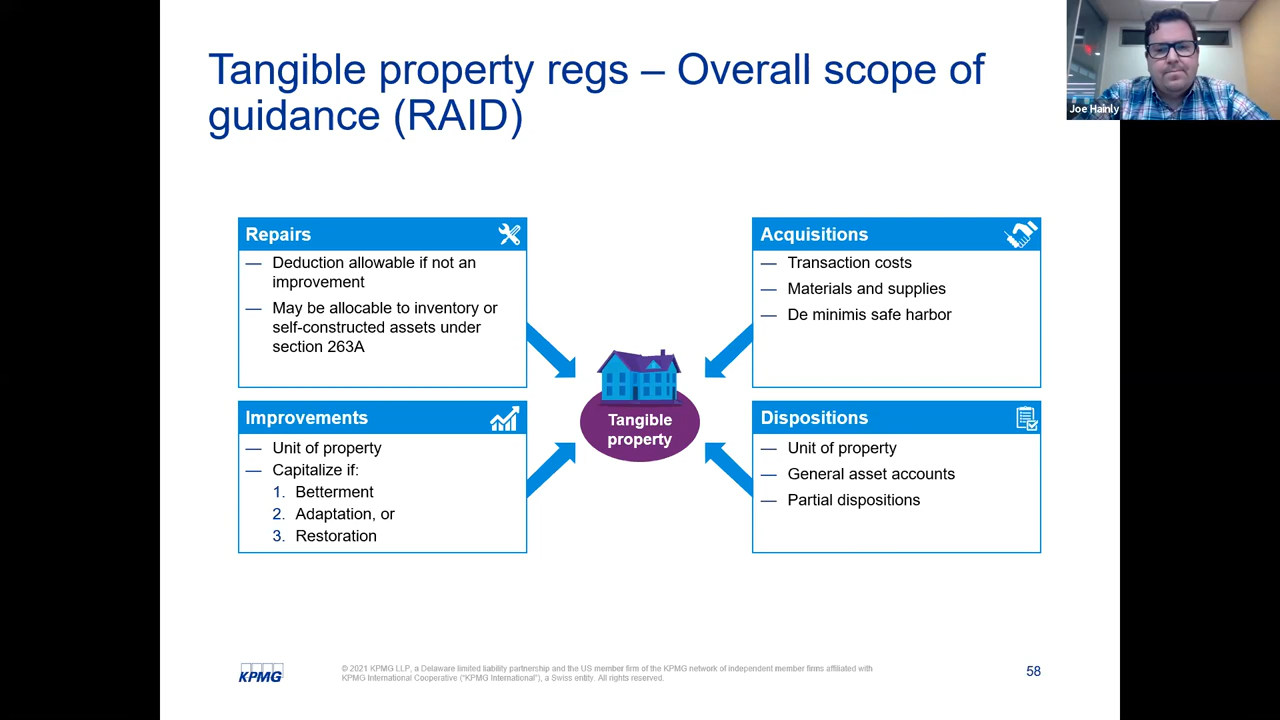 Tangible property regs – Overall scope of
guidance (RAID)
Joe Hainly
Repairs
— Deduction allowable if not an
improvement
— May be allocable to inventory or
self-constructed assets under
section 263A
Acquisitions
— Transaction costs
— Materials and supplies
— De minimis safe harbor
Tangible
property
Improvements
— Unit of property
— Capitalize if:
1. Betterment
2. Adaptation, or
3. Restoration
Dispositions
— Unit of property
— General asset accounts
— Partial dispositions
KPMG
© 2021 KPMG LLP, a Delaware limited liability partnership and the US member firm of the KPMG network of independent member firms affiliated with
KPMG International Cooperative ("KPMG International"), a Swiss entity. All rights reserved.
58